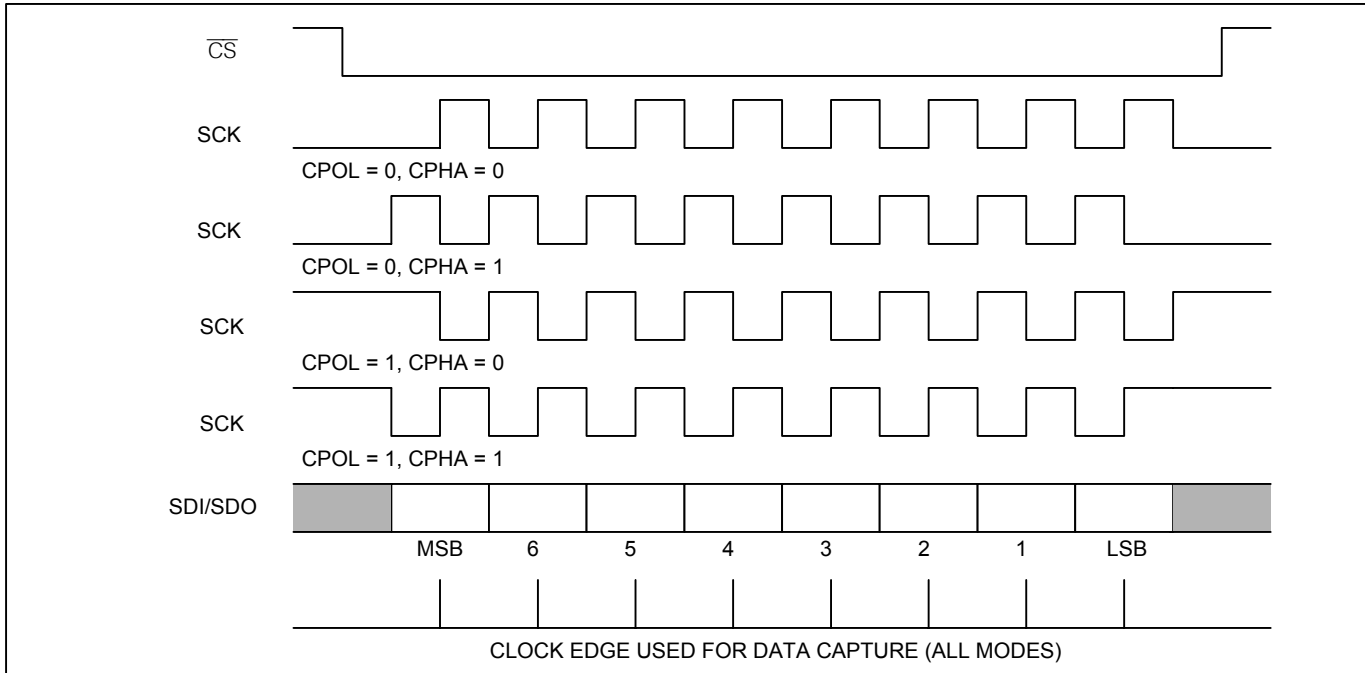 CS
SCK
CPOL = 0, CPHA = 0
SCK
CPOL = 0, CPHA = 1
SCK
CPOL = 1, CPHA = 0
SCK
CPOL = 1, CPHA = 1
SDI/SDO
MSB 6 5 4 3 2 1 LSB
CLOCK EDGE USED FOR DATA CAPTURE (ALL MODES)